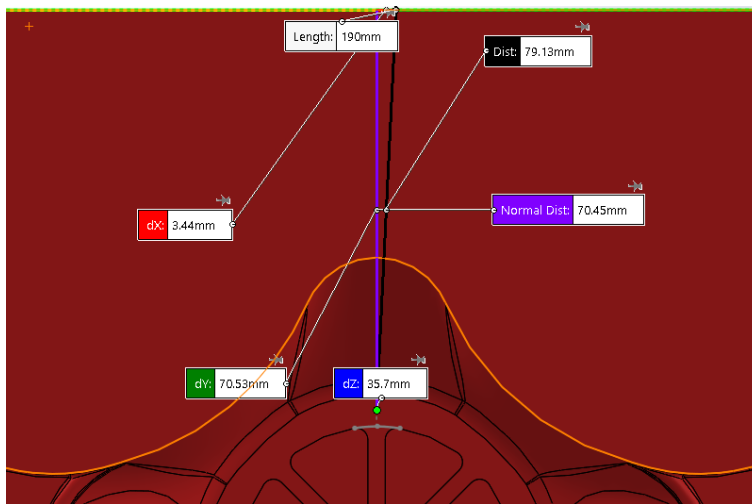 Length: 190mm
Dist: 79.13mm
dX: 3.44mm
Normal Dist: 70.45mm
dY: 70.53mm
dZ: 35.7mm